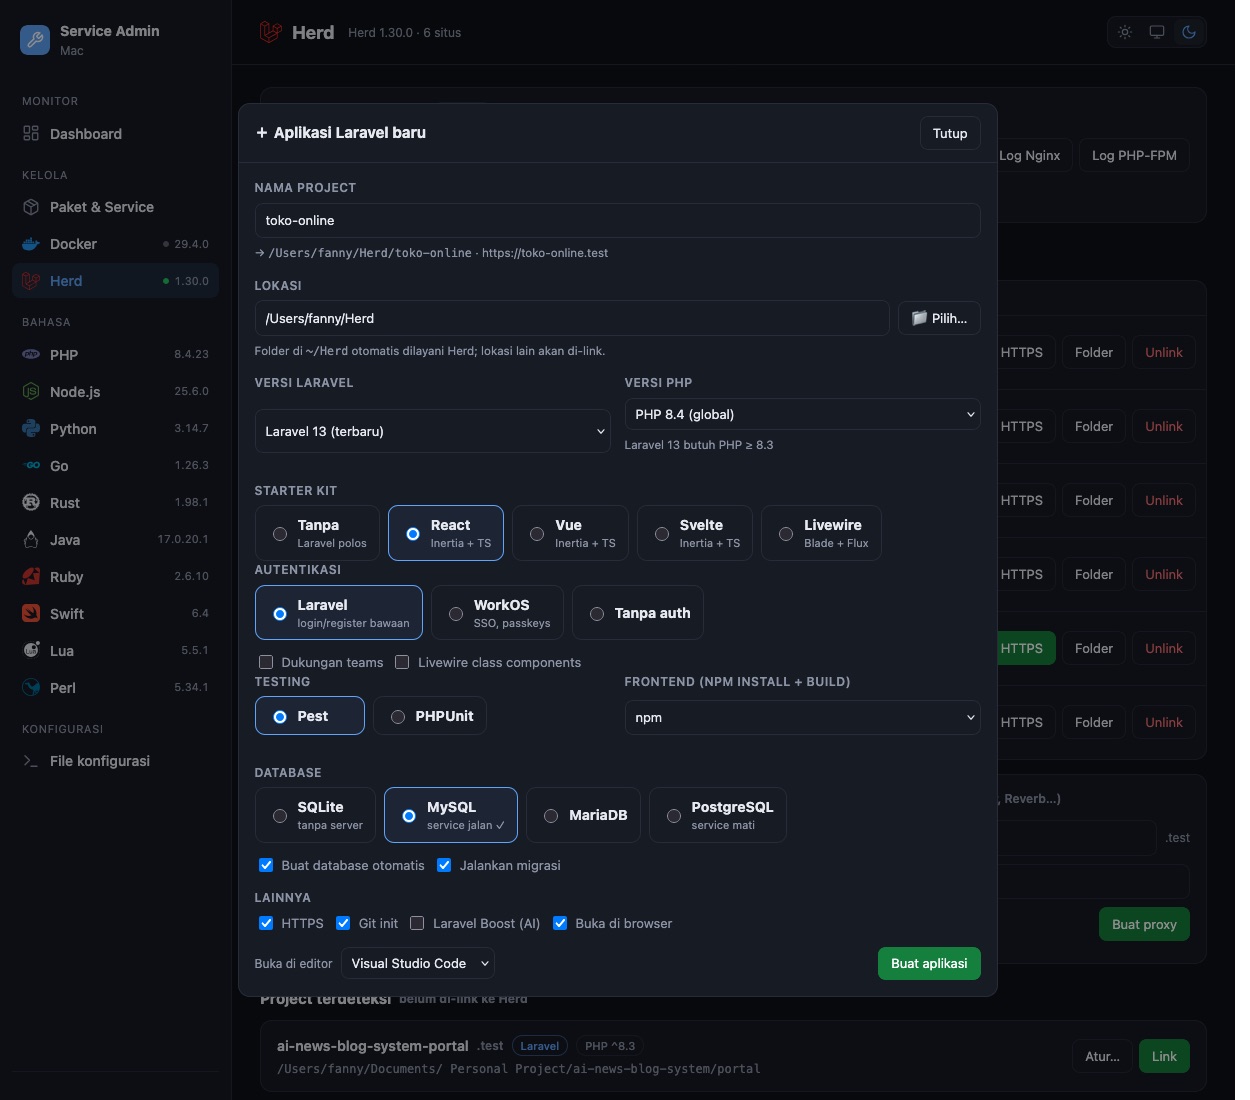 Service Admin
Mac
MONITOR
Dashboard
KELOLA
Paket & Service
Docker 29.4.0
Herd 1.30.0
BAHASA
PHP 8.4.23
Node.js 25.6.0
Python 3.14.7
Go 1.26.3
Rust 1.98.1
Java 17.0.20.1
Ruby 2.6.10
Swift 6.4
Lua 5.5.1
Perl 5.34.1
KONFIGURASI
File konfigurasi
Herd Herd 1.30.0 · 6 situs
Log Nginx Log PHP-FPM
+ Aplikasi Laravel baru Tutup
NAMA PROJECT
toko-online
→ /Users/fanny/Herd/toko-online · https://toko-online.test
LOKASI
/Users/fanny/Herd Pilih...
Folder di ~/Herd otomatis dilayani Herd; lokasi lain akan di-link.
VERSI LARAVEL VERSI PHP
Laravel 13 (terbaru) PHP 8.4 (global)
Laravel 13 butuh PHP ≥ 8.3
STARTER KIT
Tanpa React Vue Svelte Livewire
Laravel polos Inertia + TS Inertia + TS Inertia + TS Blade + Flux
AUTENTIKASI
Laravel WorkOS Tanpa auth
login/register bawaan SSO, passkeys
Dukungan teams Livewire class components
TESTING FRONTEND (NPM INSTALL + BUILD)
Pest PHPUnit npm
DATABASE
SQLite MySQL MariaDB PostgreSQL
tanpa server service jalan ✓ service mati
Buat database otomatis Jalankan migrasi
LAINNYA
HTTPS Git init Laravel Boost (AI) Buka di browser
Buka di editor Visual Studio Code Buat aplikasi
HTTPS Folder Unlink
HTTPS Folder Unlink
HTTPS Folder Unlink
HTTPS Folder Unlink
HTTPS Folder Unlink
HTTPS Folder Unlink
, Reverb...)
.test
Buat proxy
Project terdeteksi belum di-link ke Herd
ai-news-blog-system-portal .test Laravel PHP ^8.3 Atur... Link
/Users/fanny/Documents/ Personal Project/ai-news-blog-system/portal